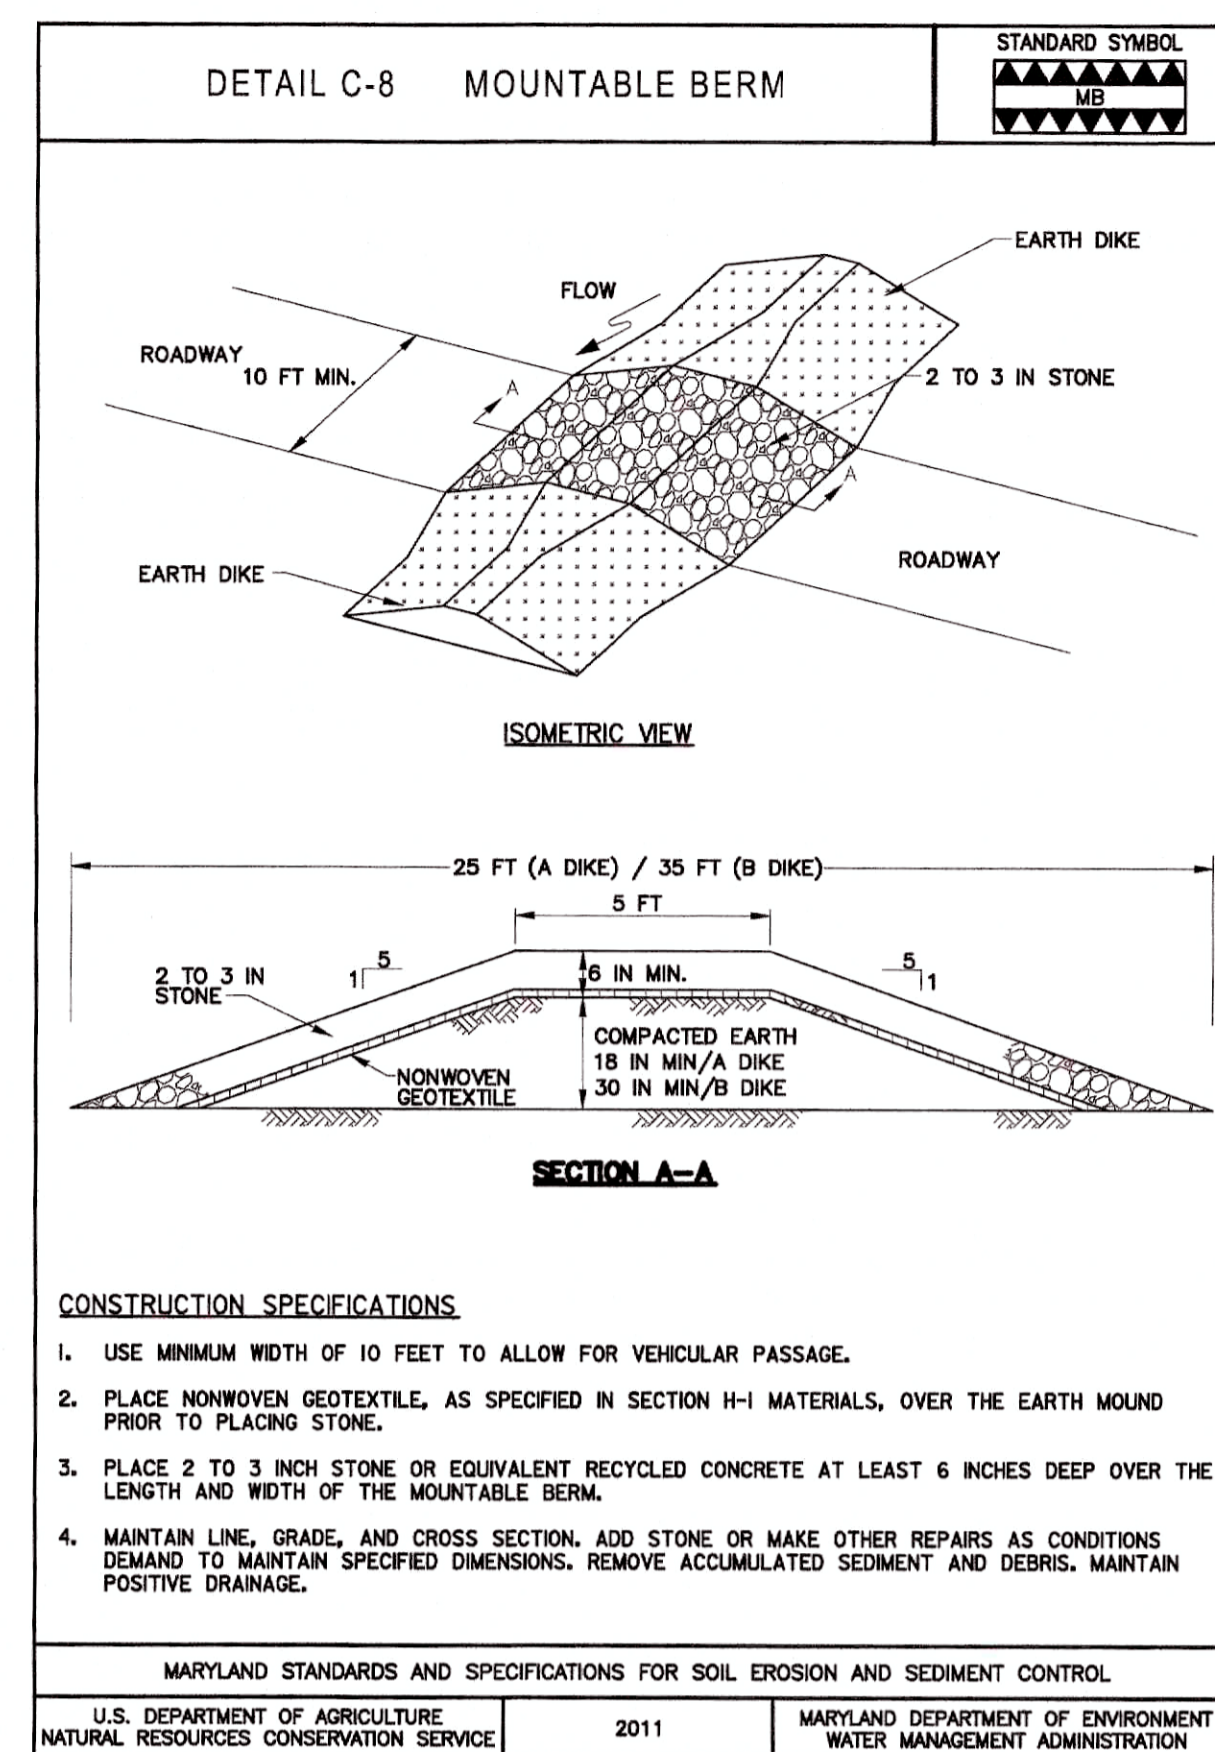 DETAIL C-8 MOUNTABLE BERM
STANDARD SYMBOL
MB
EARTH DIKE
FLOW
ROADWAY
10 FT MIN.
A
2 TO 3 IN STONE
A
ROADWAY
EARTH DIKE
ISOMETRIC VIEW
25 FT (A DIKE) / 35 FT (B DIKE)
5 FT
5
1
5
1
6 IN MIN.
2 TO 3 IN
STONE
COMPACTED EARTH
18 IN MIN/A DIKE
30 IN MIN/B DIKE
NONWOVEN
GEOTEXTILE
SECTION A-A
CONSTRUCTION SPECIFICATIONS
1. USE MINIMUM WIDTH OF 10 FEET TO ALLOW FOR VEHICULAR PASSAGE.
2. PLACE NONWOVEN GEOTEXTILE, AS SPECIFIED IN SECTION H-1 MATERIALS, OVER THE EARTH MOUND
PRIOR TO PLACING STONE.
3. PLACE 2 TO 3 INCH STONE OR EQUIVALENT RECYCLED CONCRETE AT LEAST 6 INCHES DEEP OVER THE
LENGTH AND WIDTH OF THE MOUNTABLE BERM.
4. MAINTAIN LINE, GRADE, AND CROSS SECTION. ADD STONE OR MAKE OTHER REPAIRS AS CONDITIONS
DEMAND TO MAINTAIN SPECIFIED DIMENSIONS. REMOVE ACCUMULATED SEDIMENT AND DEBRIS. MAINTAIN
POSITIVE DRAINAGE.
MARYLAND STANDARDS AND SPECIFICATIONS FOR SOIL EROSION AND SEDIMENT CONTROL
U.S. DEPARTMENT OF AGRICULTURE
NATURAL RESOURCES CONSERVATION SERVICE
2011
MARYLAND DEPARTMENT OF ENVIRONMENT
WATER MANAGEMENT ADMINISTRATION